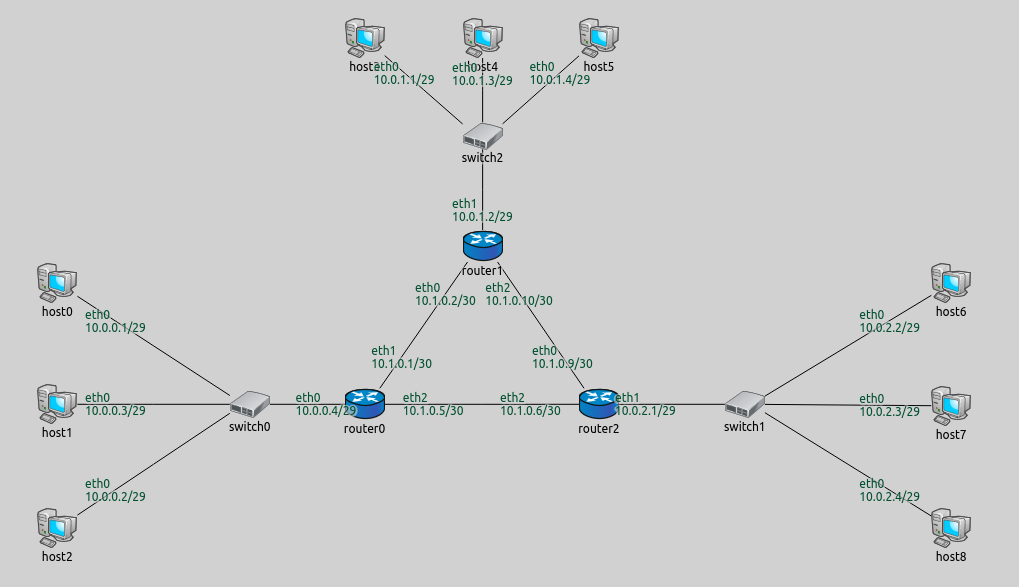 host4
host5
eth0
10.0.1.1/29
eth0
10.0.1.3/29
eth0
10.0.1.4/29
switch2
eth1
10.0.1.2/29
router1
eth0
10.1.0.2/30
eth2
10.1.0.10/30
host0
eth0
10.0.0.1/29
host6
eth0
10.0.2.2/29
eth1
10.1.0.1/30
eth0
10.1.0.9/30
host1
eth0
10.0.0.3/29
switch0
eth0
10.0.0.4/29
router0
eth2
10.1.0.5/30
eth2
10.1.0.6/30
router2
eth1
10.0.2.1/29
switch1
eth0
10.0.2.3/29
host7
eth0
10.0.0.2/29
host2
eth0
10.0.2.4/29
host8